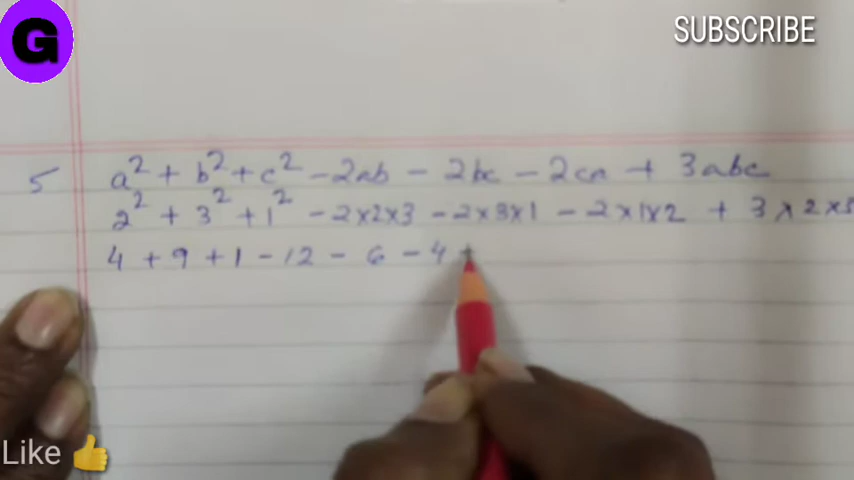 G
SUBSCRIBE
5 a² + b² + c² - 2ab - 2bc - 2ca + 3abc
2² + 3² + 1² - 2×2×3 - 2×3×1 - 2×1×2 + 3×2×3
4 + 9 + 1 - 12 - 6 - 4 +
Like 👍